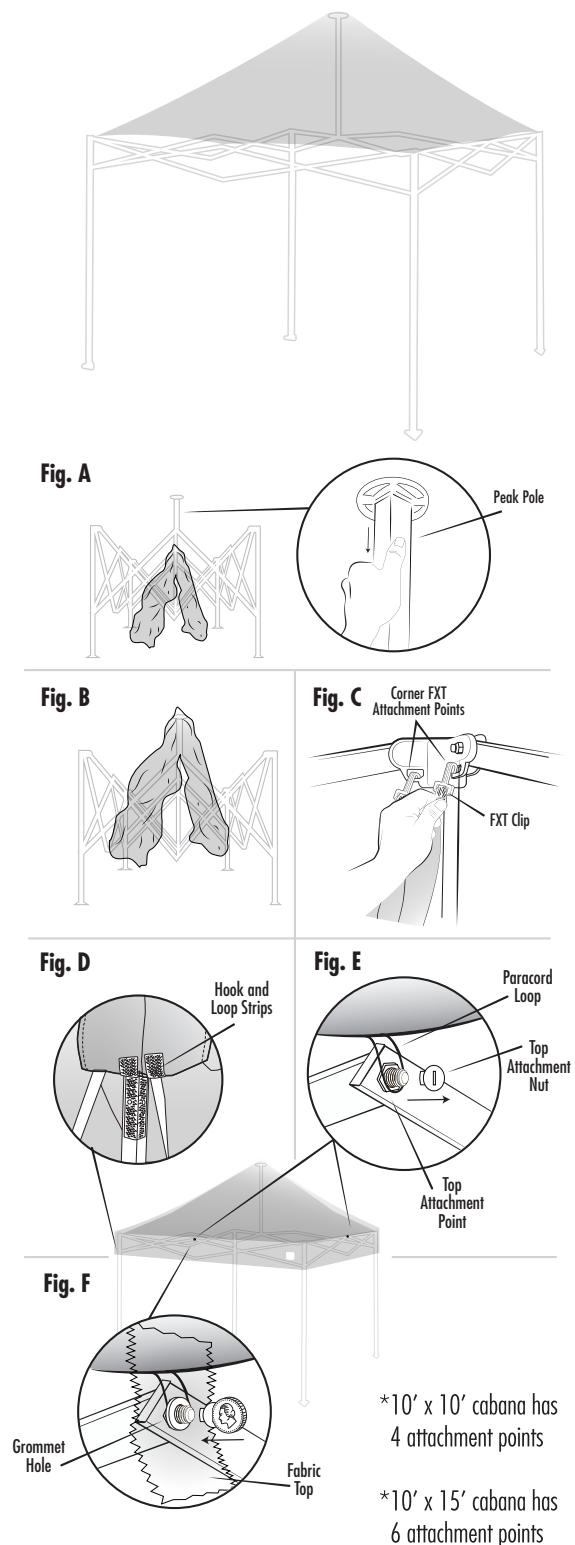 Fig. A
Peak Pole
Fig. B
Fig. C
Corner FXT
Attachment Points
FXT Clip
Fig. D
Hook and
Loop Strips
Fig. E
Paracord
Loop
Top
Attachment
Nut
Top
Attachment
Point
Fig. F
Grommet
Hole
Fabric
Top
*10' x 10' cabana has
4 attachment points
*10' x 15' cabana has
6 attachment points